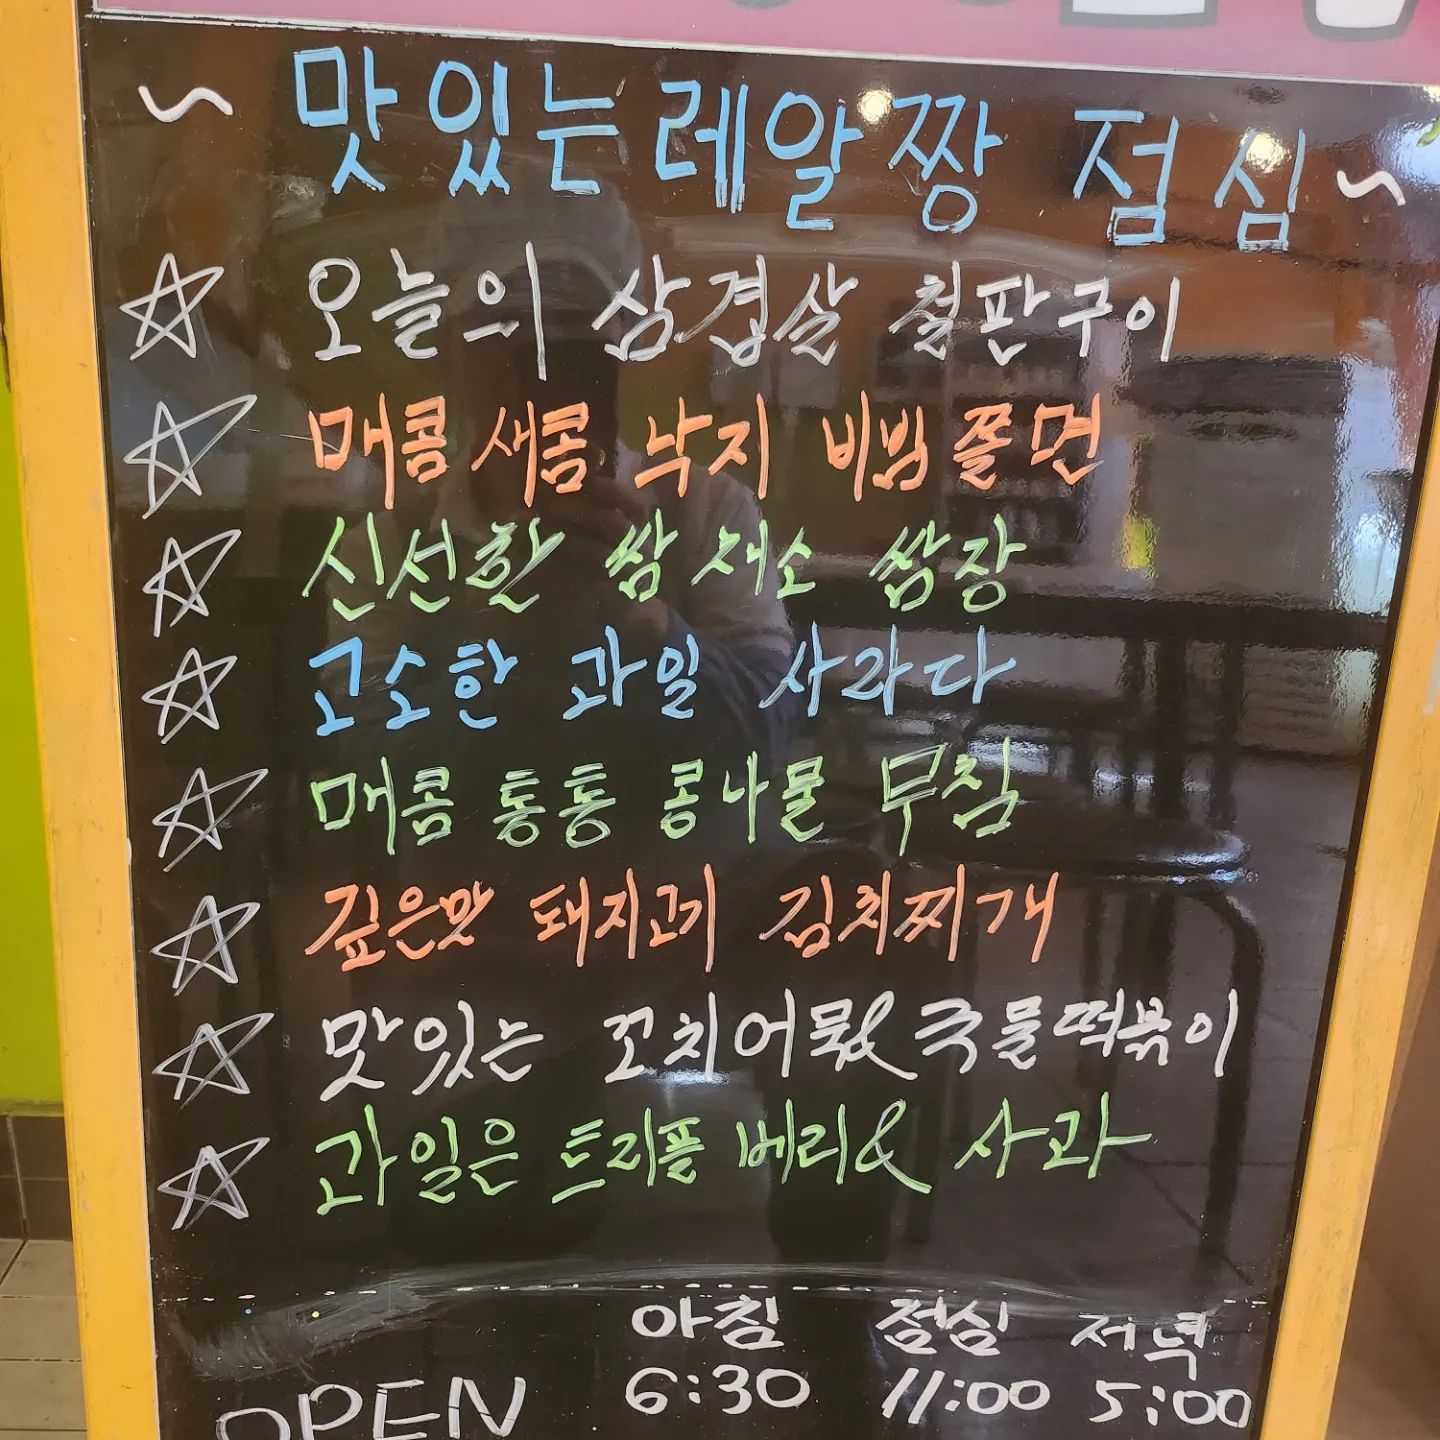 ~ 맛있는 레알 짱 점심 ~
☆ 오늘의 삼겹살 철판구이
☆ 매콤 새콤 낙지 비빔쫄면
☆ 신선한 쌈채소 쌈장
☆ 고소한 과일 사라다
☆ 매콤 통통 콩나물 무침
☆ 깊은맛 돼지고기 김치찌개
☆ 맛있는 꼬치어묵&국물떡볶이
☆ 과일은 트리플베리& 사과
아침 점심 저녁
OPEN 6:30 11:00 5:00